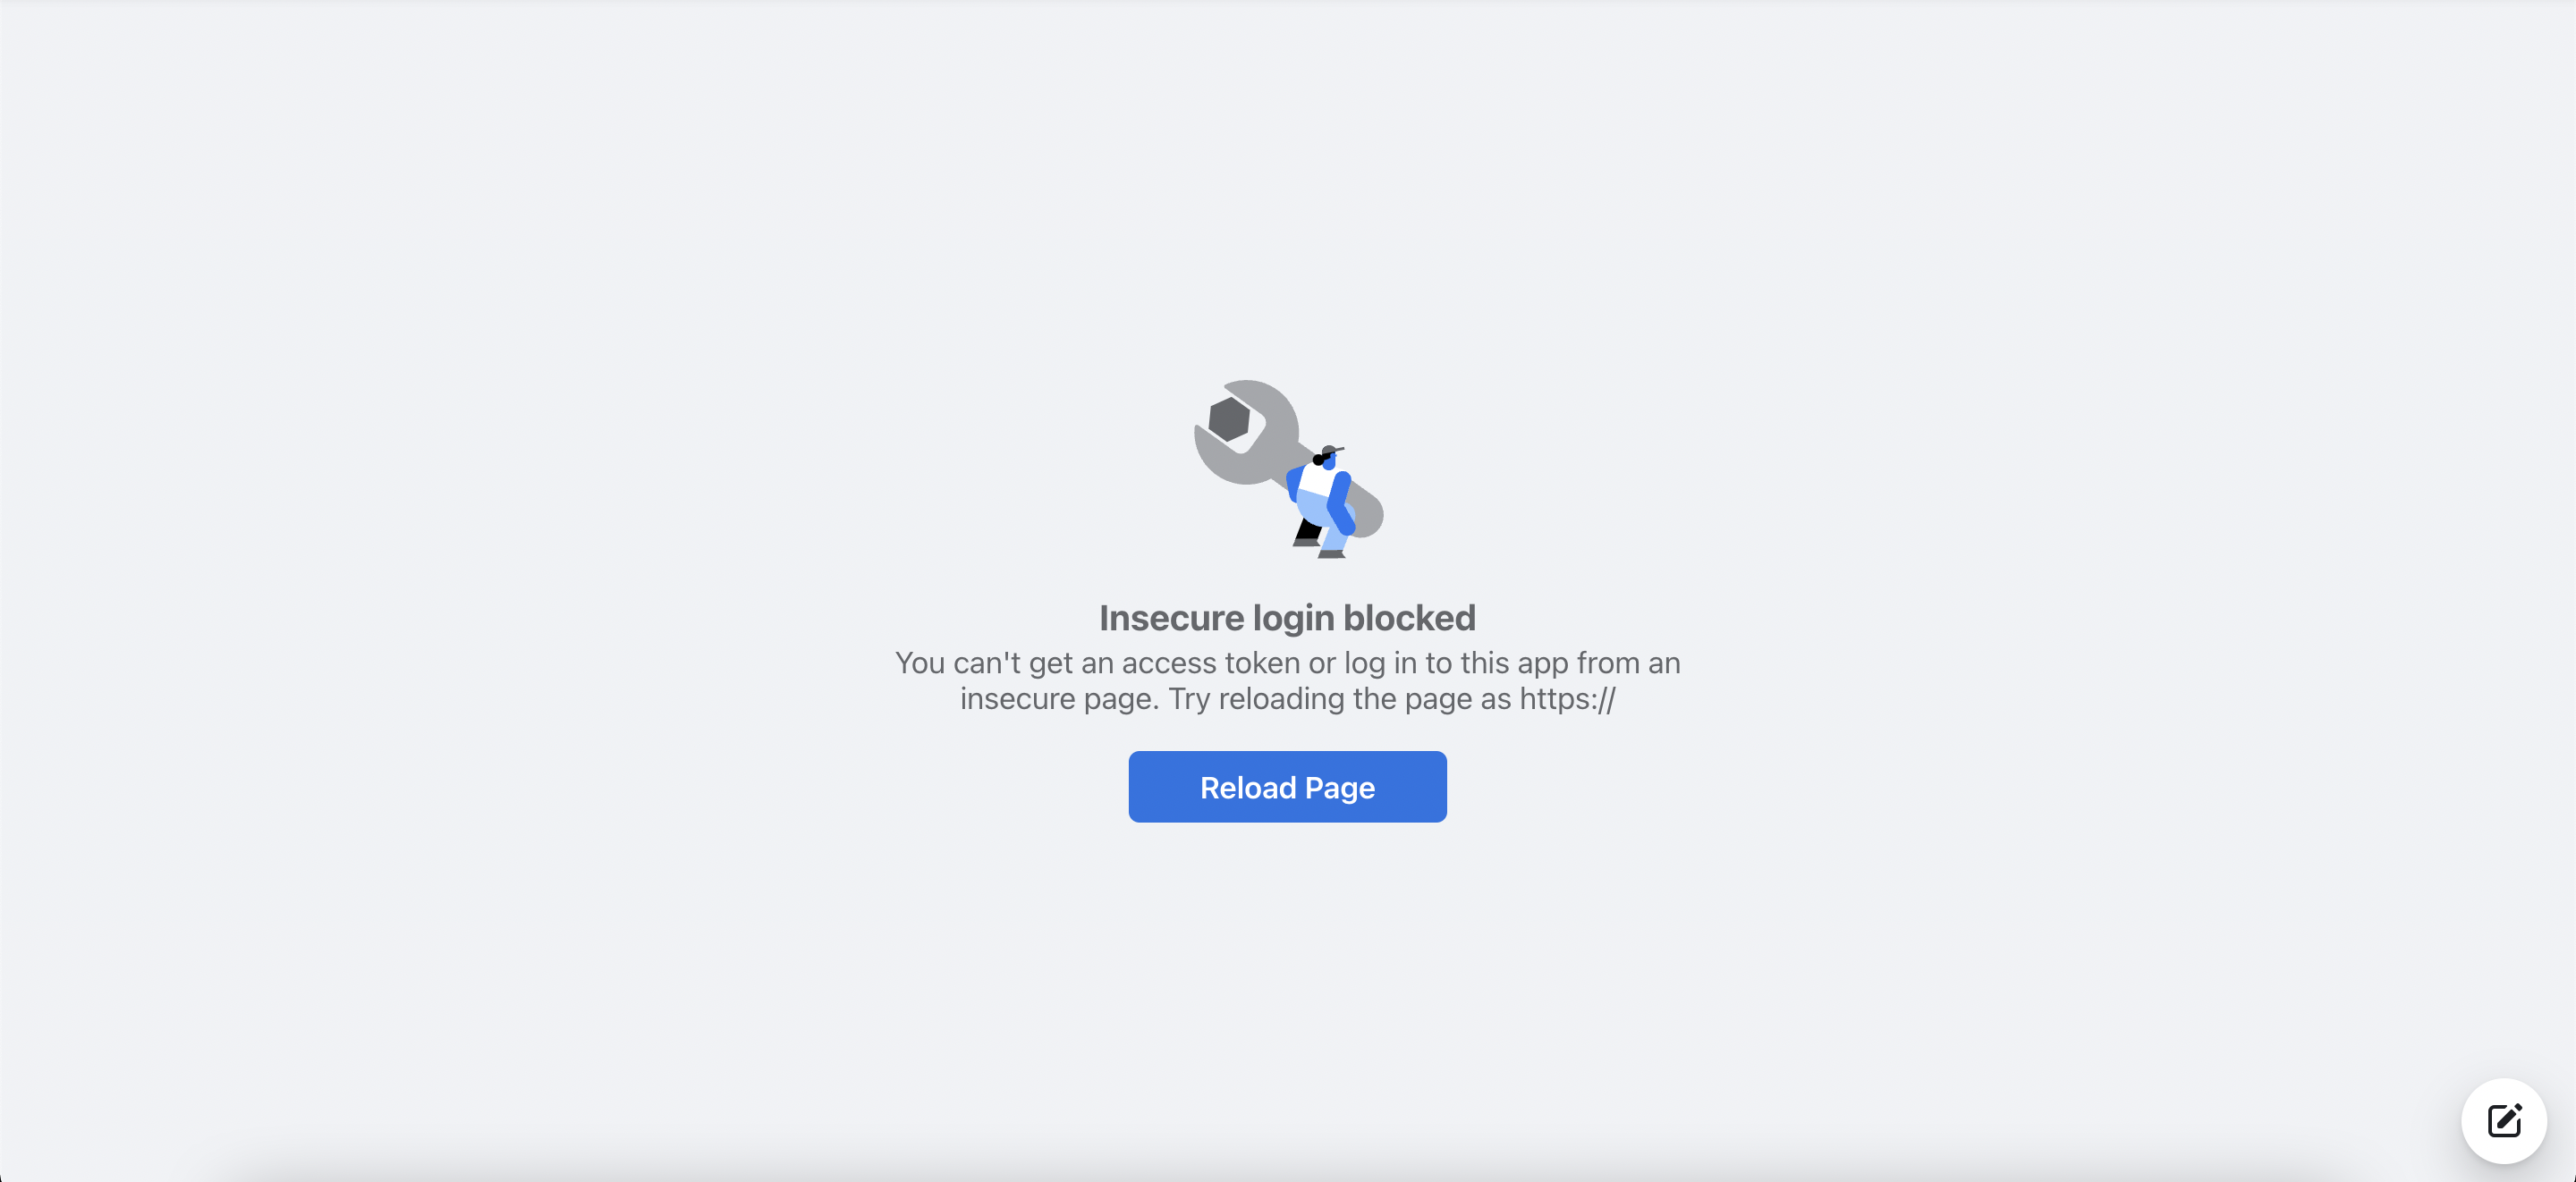 Insecure login blocked
You can't get an access token or log in to this app from an
insecure page. Try reloading the page as https://
Reload Page